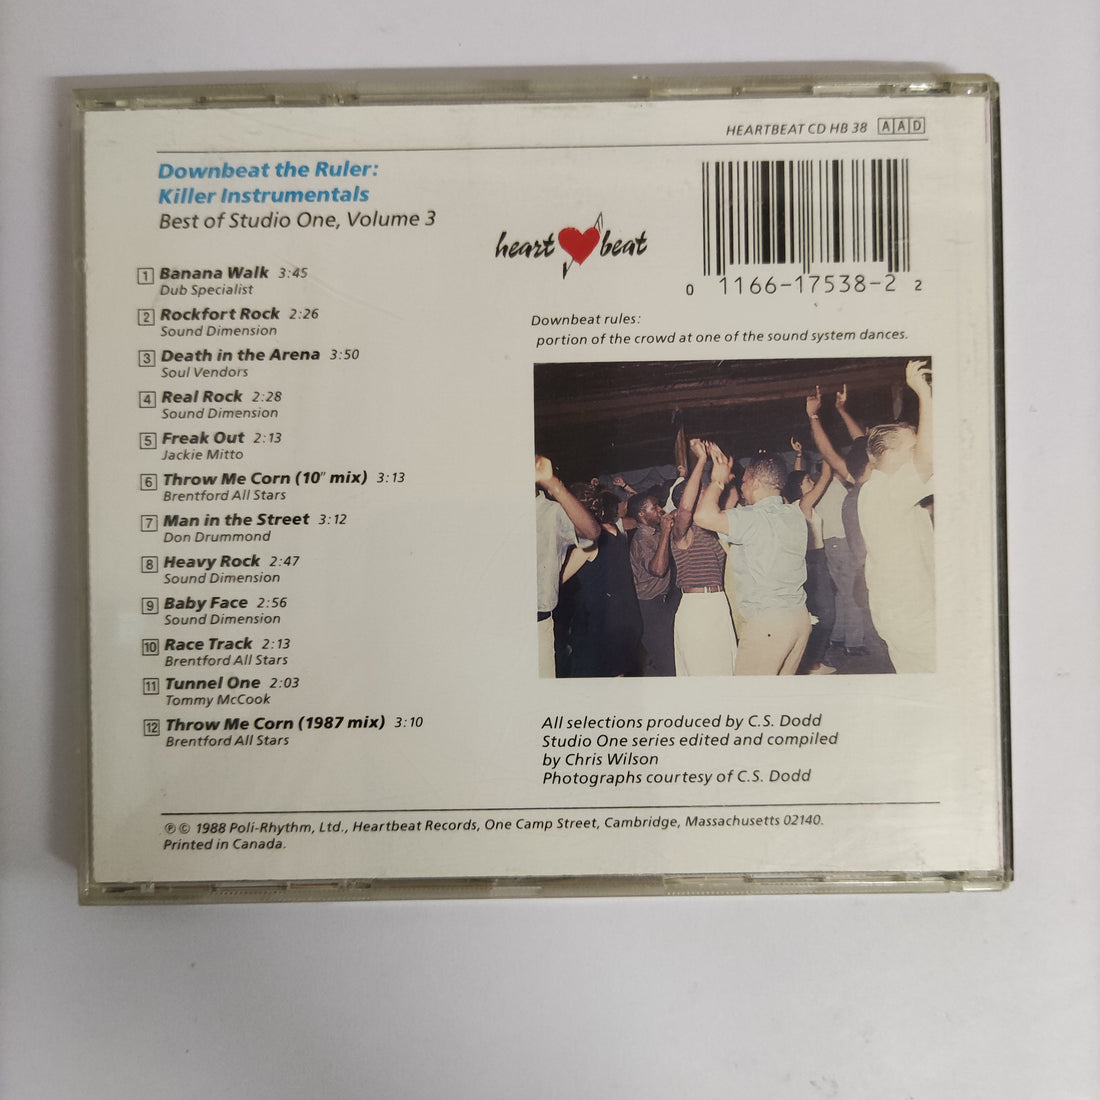 HEARTBEAT CD HB 38 AAD
Downbeat the Ruler:
Killer Instrumentals
Best of Studio One, Volume 3
heart beat
0 1166-17538-2 2
1 Banana Walk 3:45
Dub Specialist
2 Rockfort Rock 2:26
Sound Dimension
3 Death in the Arena 3:50
Soul Vendors
4 Real Rock 2:28
Sound Dimension
5 Freak Out 2:13
Jackie Mitto
6 Throw Me Corn (10" mix) 3:13
Brentford All Stars
7 Man in the Street 3:12
Don Drummond
8 Heavy Rock 2:47
Sound Dimension
9 Baby Face 2:56
Sound Dimension
10 Race Track 2:13
Brentford All Stars
11 Tunnel One 2:03
Tommy McCook
12 Throw Me Corn (1987 mix) 3:10
Brentford All Stars
Downbeat rules:
portion of the crowd at one of the sound system dances.
All selections produced by C.S. Dodd
Studio One series edited and compiled
by Chris Wilson
Photographs courtesy of C.S. Dodd
℗ © 1988 Poli-Rhythm, Ltd., Heartbeat Records, One Camp Street, Cambridge, Massachusetts 02140.
Printed in Canada.